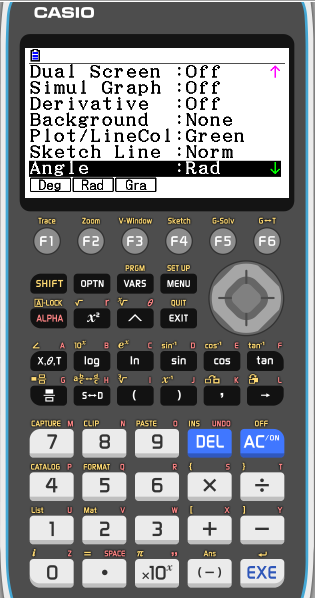 CASIO
Dual Screen :Off ↑
Simul Graph :Off
Derivative :Off
Background :None
Plot/LineCol:Green
Sketch Line :Norm
Angle :Rad ↓
Deg Rad Gra
Trace Zoom V-Window Sketch G-Solv G↔T
F1 F2 F3 F4 F5 F6
PRGM SET UP
SHIFT OPTN VARS MENU
A-LOCK √ r ˣ√ θ QUIT
ALPHA x² ^ EXIT
∠ A 10ˣ B eˣ C sin⁻¹ D cos⁻¹ E tan⁻¹ F
X,θ,T log ln sin cos tan
G H ³√ I x⁻¹ J K L
S↔D ( ) , →
CAPTURE M CLIP N PASTE O INS UNDO OFF
7 8 9 DEL AC/ON
CATALOG P FORMAT Q R { S } T
4 5 6 × ÷
List U Mat V W [ X ] Y
1 2 3 + −
i Z = SPACE π " Ans ↵
0 • ×10ˣ (−) EXE